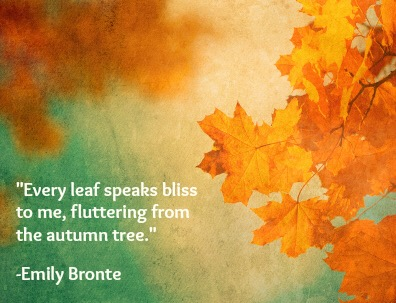 "Every leaf speaks bliss
to me, fluttering from
the autumn tree."
-Emily Bronte